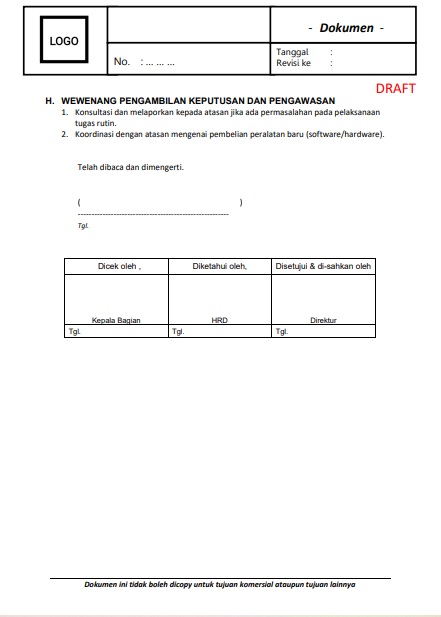 LOGO
- Dokumen -
No. : ... ... ...
Tanggal :
Revisi ke :
DRAFT
H. WEWENANG PENGAMBILAN KEPUTUSAN DAN PENGAWASAN
1. Konsultasi dan melaporkan kepada atasan jika ada permasalahan pada pelaksanaan
tugas rutin.
2. Koordinasi dengan atasan mengenai pembelian peralatan baru (software/hardware).
Telah dibaca dan dimengerti.
( )
Tgl.
Dicek oleh , Diketahui oleh, Disetujui & di-sahkan oleh
Kepala Bagian HRD Direktur
Tgl. Tgl. Tgl.
Dokumen ini tidak boleh dicopy untuk tujuan komersial ataupun tujuan lainnya